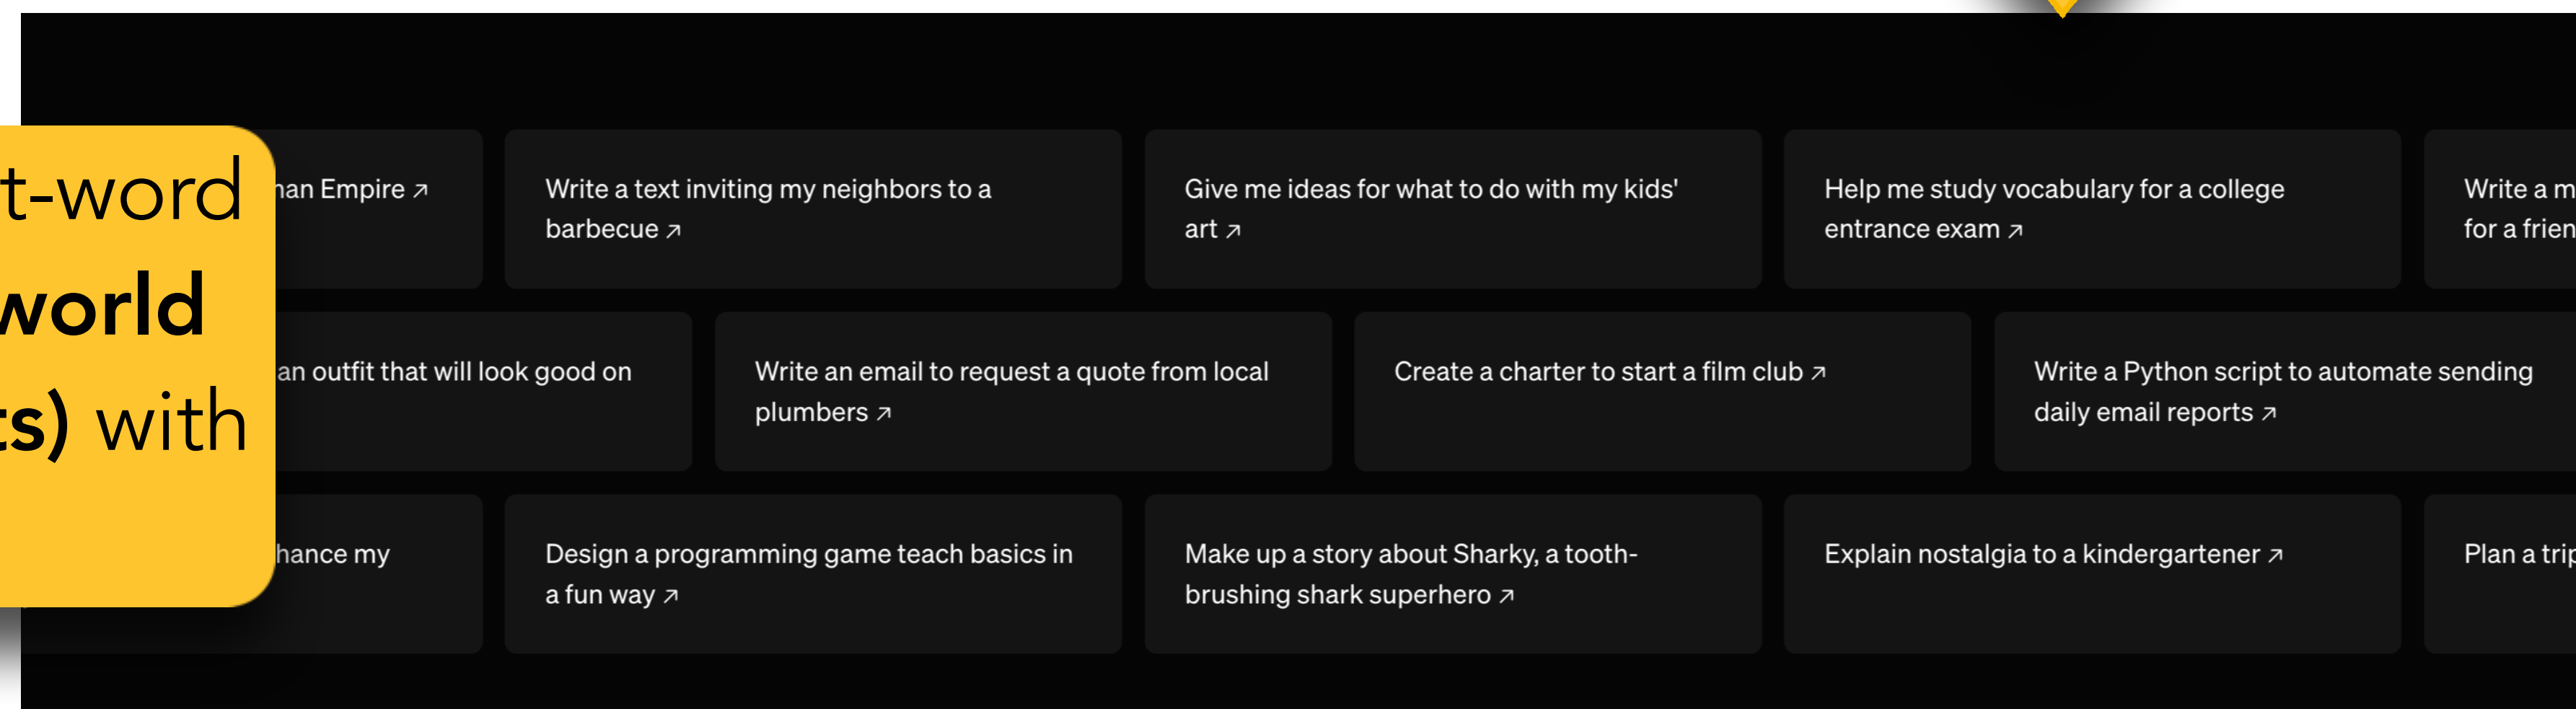 t-word
world
ts) with
an Empire ↗
Write a text inviting my neighbors to a
barbecue ↗
Give me ideas for what to do with my kids'
art ↗
Help me study vocabulary for a college
entrance exam ↗
Write a m
for a frien
an outfit that will look good on
Write an email to request a quote from local
plumbers ↗
Create a charter to start a film club ↗
Write a Python script to automate sending
daily email reports ↗
hance my
Design a programming game teach basics in
a fun way ↗
Make up a story about Sharky, a tooth-
brushing shark superhero ↗
Explain nostalgia to a kindergartener ↗
Plan a trip